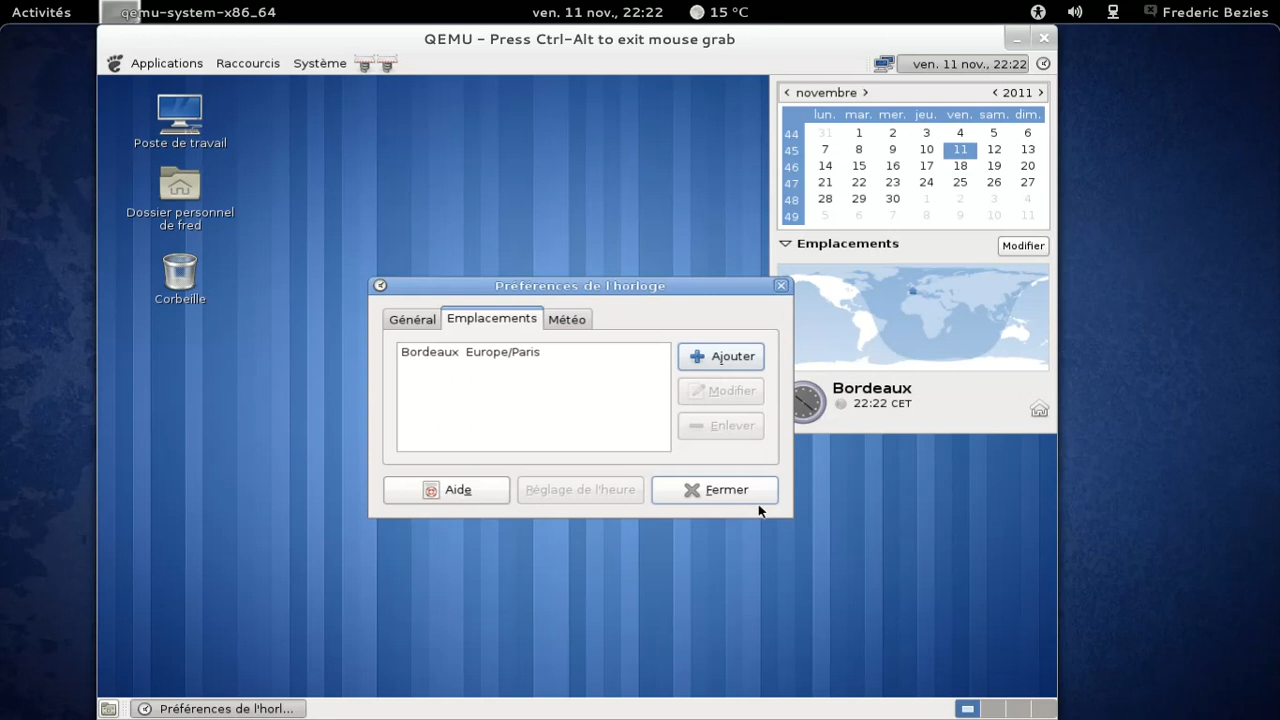 Activités
qemu-system-x86_64
ven. 11 nov., 22:22
15 °C
Frederic Bezies
QEMU - Press Ctrl-Alt to exit mouse grab
Applications Raccourcis Système
ven. 11 nov., 22:22
Poste de travail
Dossier personnel
de fred
Corbeille
< novembre > < 2011 >
lun. mar. mer. jeu. ven. sam. dim.
44 31 1 2 3 4 5 6
45 7 8 9 10 11 12 13
46 14 15 16 17 18 19 20
47 21 22 23 24 25 26 27
48 28 29 30 1 2 3 4
49 5 6 7 8 9 10 11
Emplacements
Modifier
Bordeaux
22:22 CET
Préférences de l'horloge
Général Emplacements Météo
Bordeaux Europe/Paris
Ajouter
Modifier
Enlever
Aide
Réglage de l'heure
Fermer
Préférences de l'horl...